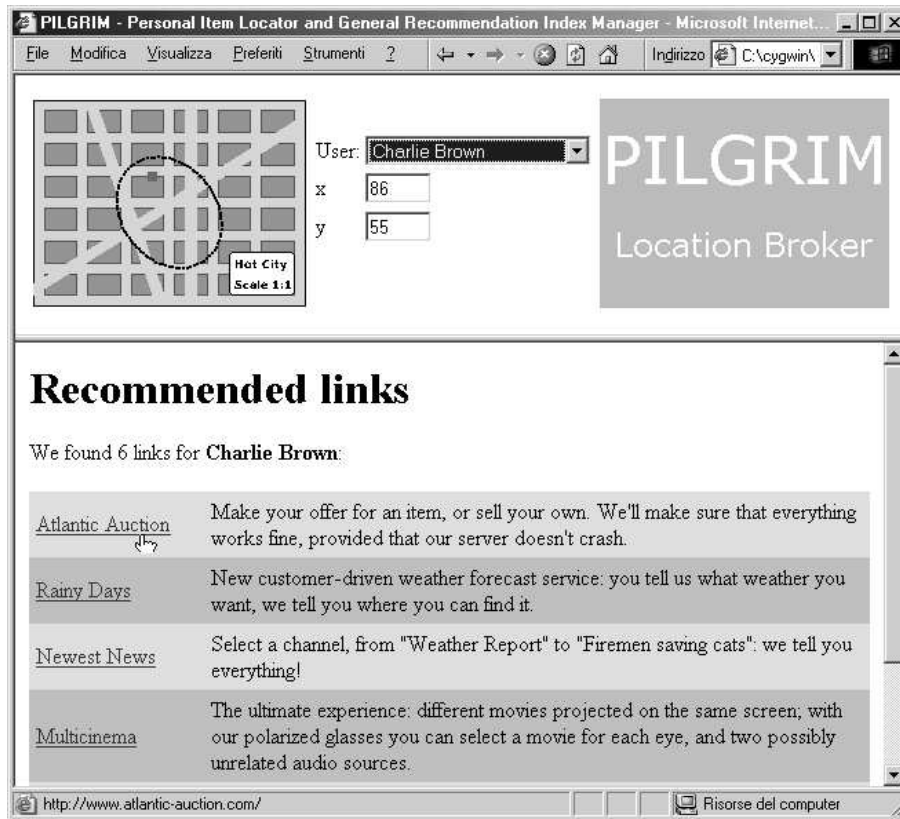 PILGRIM - Personal Item Locator and General Recommendation Index Manager - Microsoft Internet...
File Modifica Visualizza Preferiti Strumenti ? Indirizzo C:\cygwin\
User: Charlie Brown
x 86
y 55
Hot City
Scale 1:1
PILGRIM
Location Broker
Recommended links
We found 6 links for Charlie Brown:
Atlantic Auction
Make your offer for an item, or sell your own. We'll make sure that everything
works fine, provided that our server doesn't crash.
Rainy Days
New customer-driven weather forecast service: you tell us what weather you
want, we tell you where you can find it.
Newest News
Select a channel, from "Weather Report" to "Firemen saving cats": we tell you
everything!
Multicinema
The ultimate experience: different movies projected on the same screen; with
our polarized glasses you can select a movie for each eye, and two possibly
unrelated audio sources.
http://www.atlantic-auction.com/ Risorse del computer